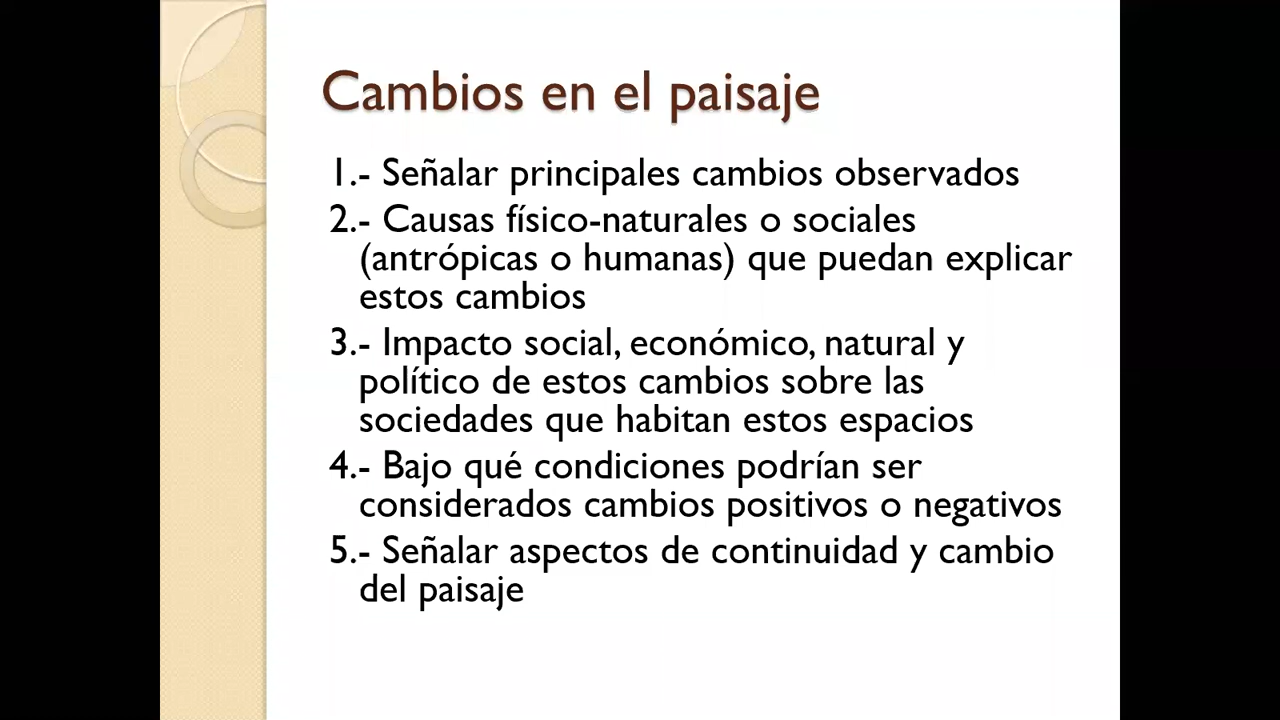 Cambios en el paisaje
1.- Señalar principales cambios observados
2.- Causas físico-naturales o sociales
(antrópicas o humanas) que puedan explicar
estos cambios
3.- Impacto social, económico, natural y
político de estos cambios sobre las
sociedades que habitan estos espacios
4.- Bajo qué condiciones podrían ser
considerados cambios positivos o negativos
5.- Señalar aspectos de continuidad y cambio
del paisaje